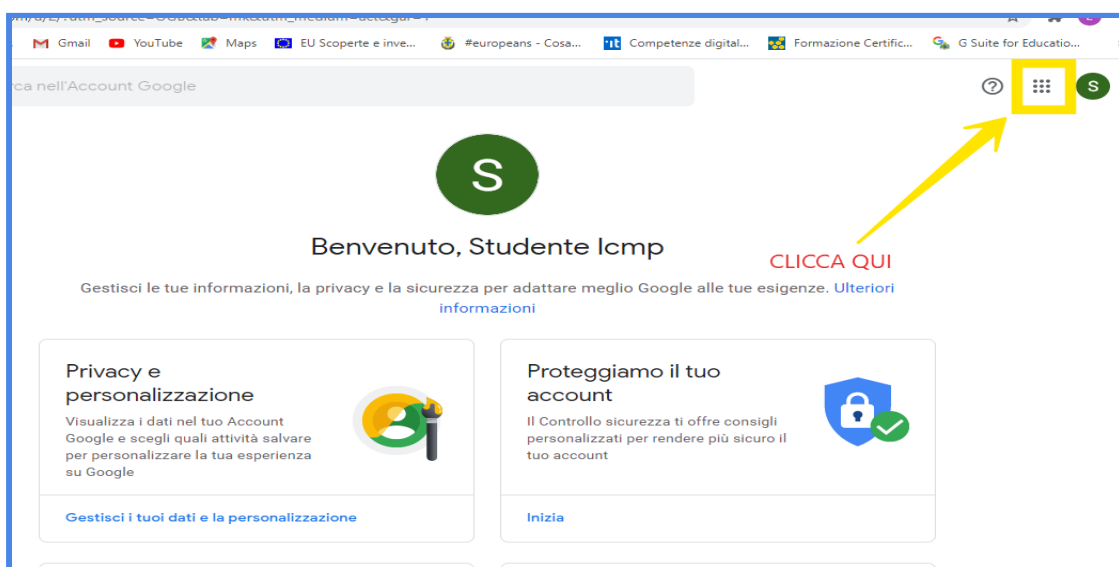 Gmail YouTube Maps EU Scoperte e inve... #europeans - Cosa... Competenze digital... Formazione Certific... G Suite for Educatio...
rca nell'Account Google
S
S
Benvenuto, Studente Icmp
CLICCA QUI
Gestisci le tue informazioni, la privacy e la sicurezza per adattare meglio Google alle tue esigenze. Ulteriori
informazioni
Privacy e
personalizzazione
Visualizza i dati nel tuo Account
Google e scegli quali attività salvare
per personalizzare la tua esperienza
su Google
Gestisci i tuoi dati e la personalizzazione
Proteggiamo il tuo
account
Il Controllo sicurezza ti offre consigli
personalizzati per rendere più sicuro il
tuo account
Inizia